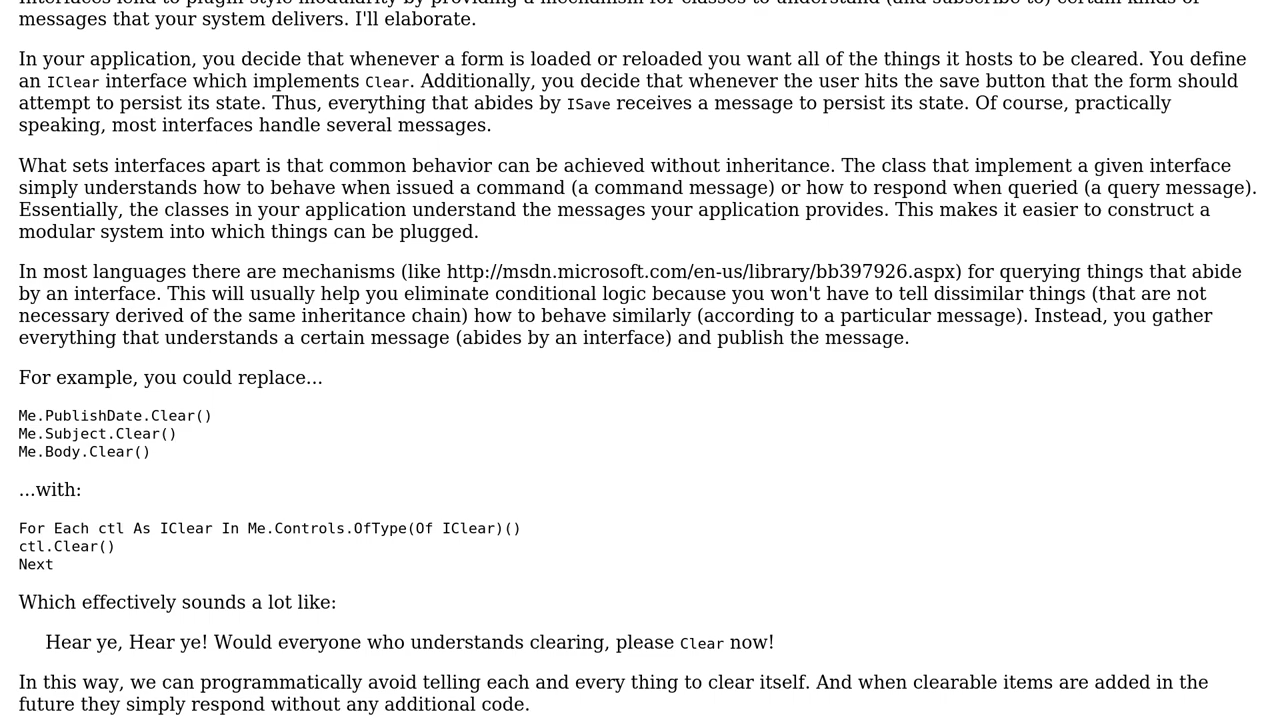 messages that your system delivers. I'll elaborate.
In your application, you decide that whenever a form is loaded or reloaded you want all of the things it hosts to be cleared. You define
an IClear interface which implements Clear. Additionally, you decide that whenever the user hits the save button that the form should
attempt to persist its state. Thus, everything that abides by ISave receives a message to persist its state. Of course, practically
speaking, most interfaces handle several messages.
What sets interfaces apart is that common behavior can be achieved without inheritance. The class that implement a given interface
simply understands how to behave when issued a command (a command message) or how to respond when queried (a query message).
Essentially, the classes in your application understand the messages your application provides. This makes it easier to construct a
modular system into which things can be plugged.
In most languages there are mechanisms (like http://msdn.microsoft.com/en-us/library/bb397926.aspx) for querying things that abide
by an interface. This will usually help you eliminate conditional logic because you won't have to tell dissimilar things (that are not
necessary derived of the same inheritance chain) how to behave similarly (according to a particular message). Instead, you gather
everything that understands a certain message (abides by an interface) and publish the message.
For example, you could replace...
Me.PublishDate.Clear()
Me.Subject.Clear()
Me.Body.Clear()
...with:
For Each ctl As IClear In Me.Controls.OfType(Of IClear)()
ctl.Clear()
Next
Which effectively sounds a lot like:
Hear ye, Hear ye! Would everyone who understands clearing, please Clear now!
In this way, we can programmatically avoid telling each and every thing to clear itself. And when clearable items are added in the
future they simply respond without any additional code.